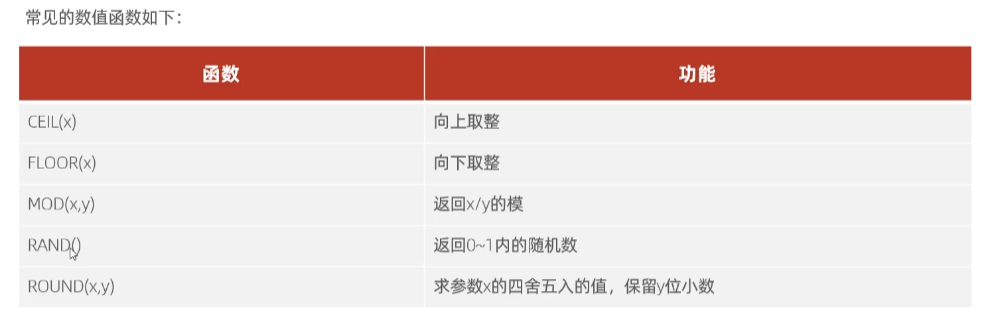 常见的数值函数如下：
函数 功能
CEIL(x) 向上取整
FLOOR(x) 向下取整
MOD(x,y) 返回x/y的模
RAND() 返回0~1内的随机数
ROUND(x,y) 求参数x的四舍五入的值，保留y位小数